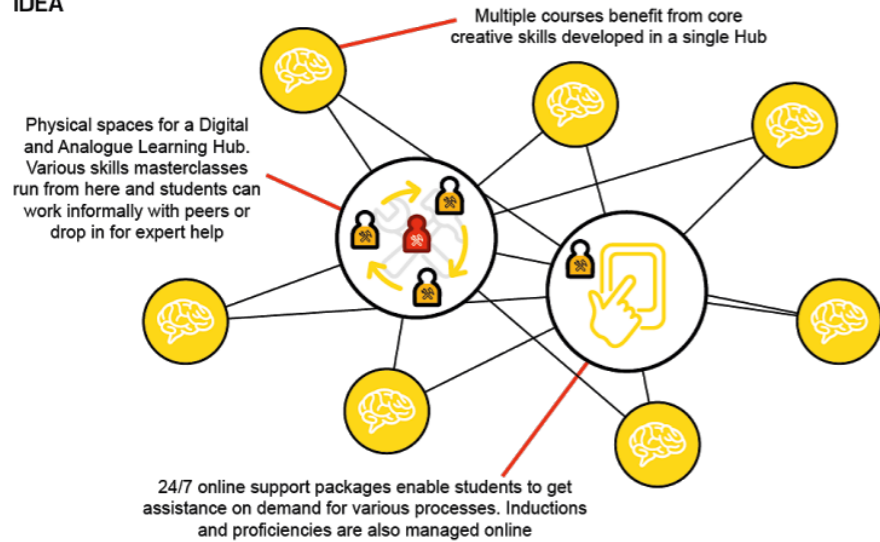 IDEA
Multiple courses benefit from core
creative skills developed in a single Hub
Physical spaces for a Digital
and Analogue Learning Hub.
Various skills masterclasses
run from here and students can
work informally with peers or
drop in for expert help
24/7 online support packages enable students to get
assistance on demand for various processes. Inductions
and proficiencies are also managed online